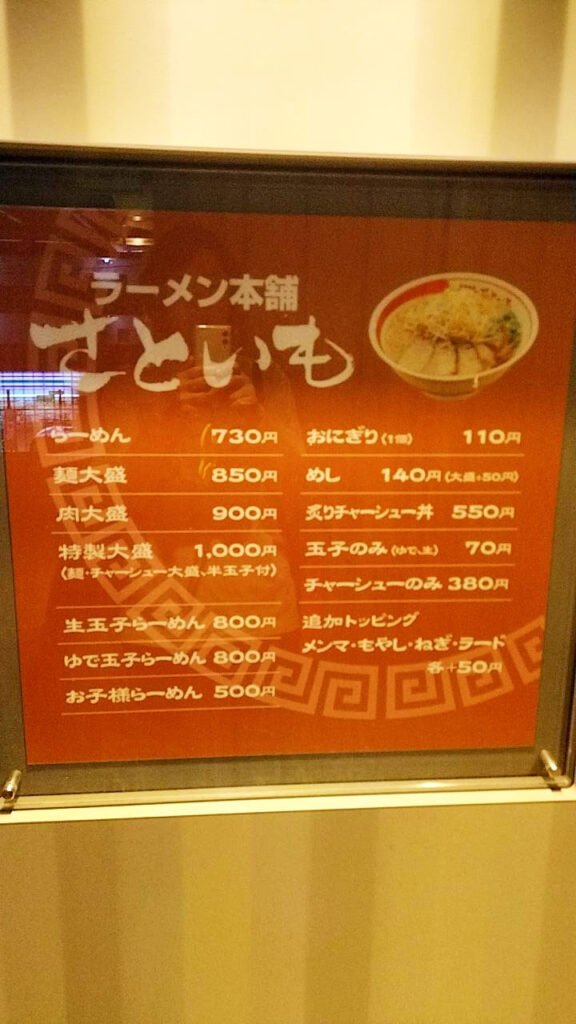 ラーメン本舗
すといも
らーめん 730円
麺大盛 850円
肉大盛 900円
特製大盛 1,000円
(麺・チャーシュー大盛、半玉子付)
生玉子らーめん 800円
ゆで玉子らーめん 800円
お子様らーめん 500円
おにぎり(1個) 110円
めし 140円(大盛+50円)
炙りチャーシュー丼 550円
玉子のみ(ゆで、生) 70円
チャーシューのみ 380円
追加トッピング
メンマ・もやし・ねぎ・ラード
各+50円